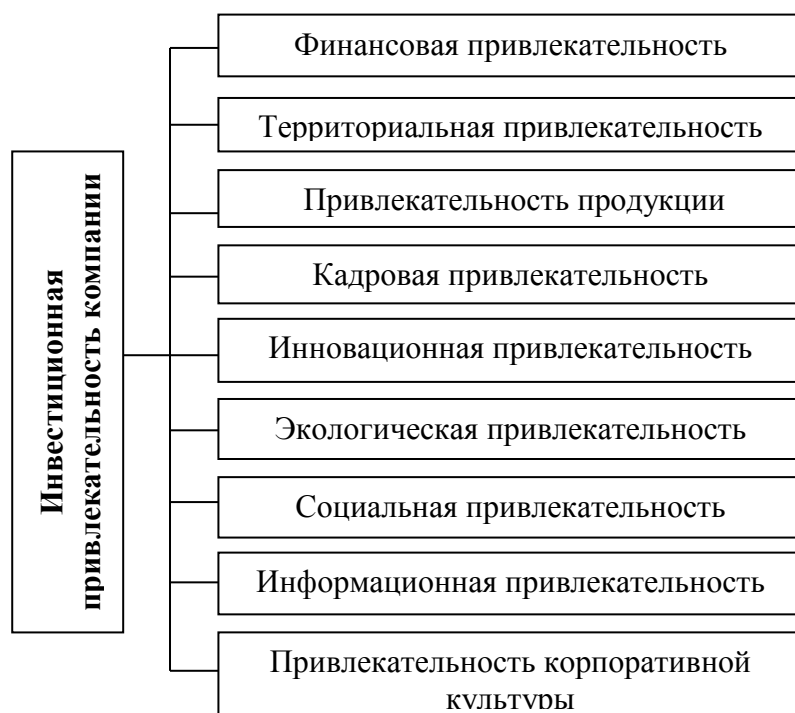 Инвестиционная
привлекательность компании
Финансовая привлекательность
Территориальная привлекательность
Привлекательность продукции
Кадровая привлекательность
Инновационная привлекательность
Экологическая привлекательность
Социальная привлекательность
Информационная привлекательность
Привлекательность корпоративной
культуры